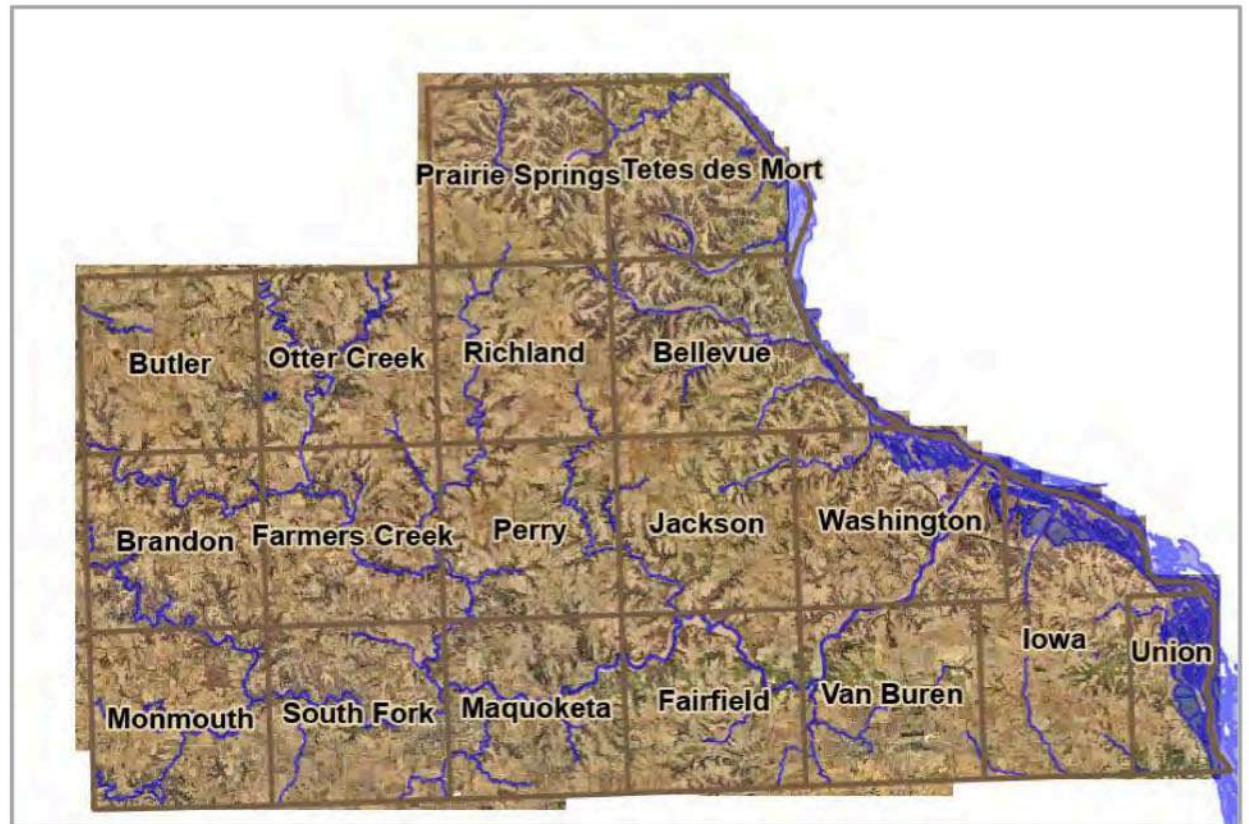 Prairie Springs
Tetes des Mort
Butler
Otter Creek
Richland
Bellevue
Brandon
Farmers Creek
Perry
Jackson
Washington
Monmouth
South Fork
Maquoketa
Fairfield
Van Buren
Iowa
Union